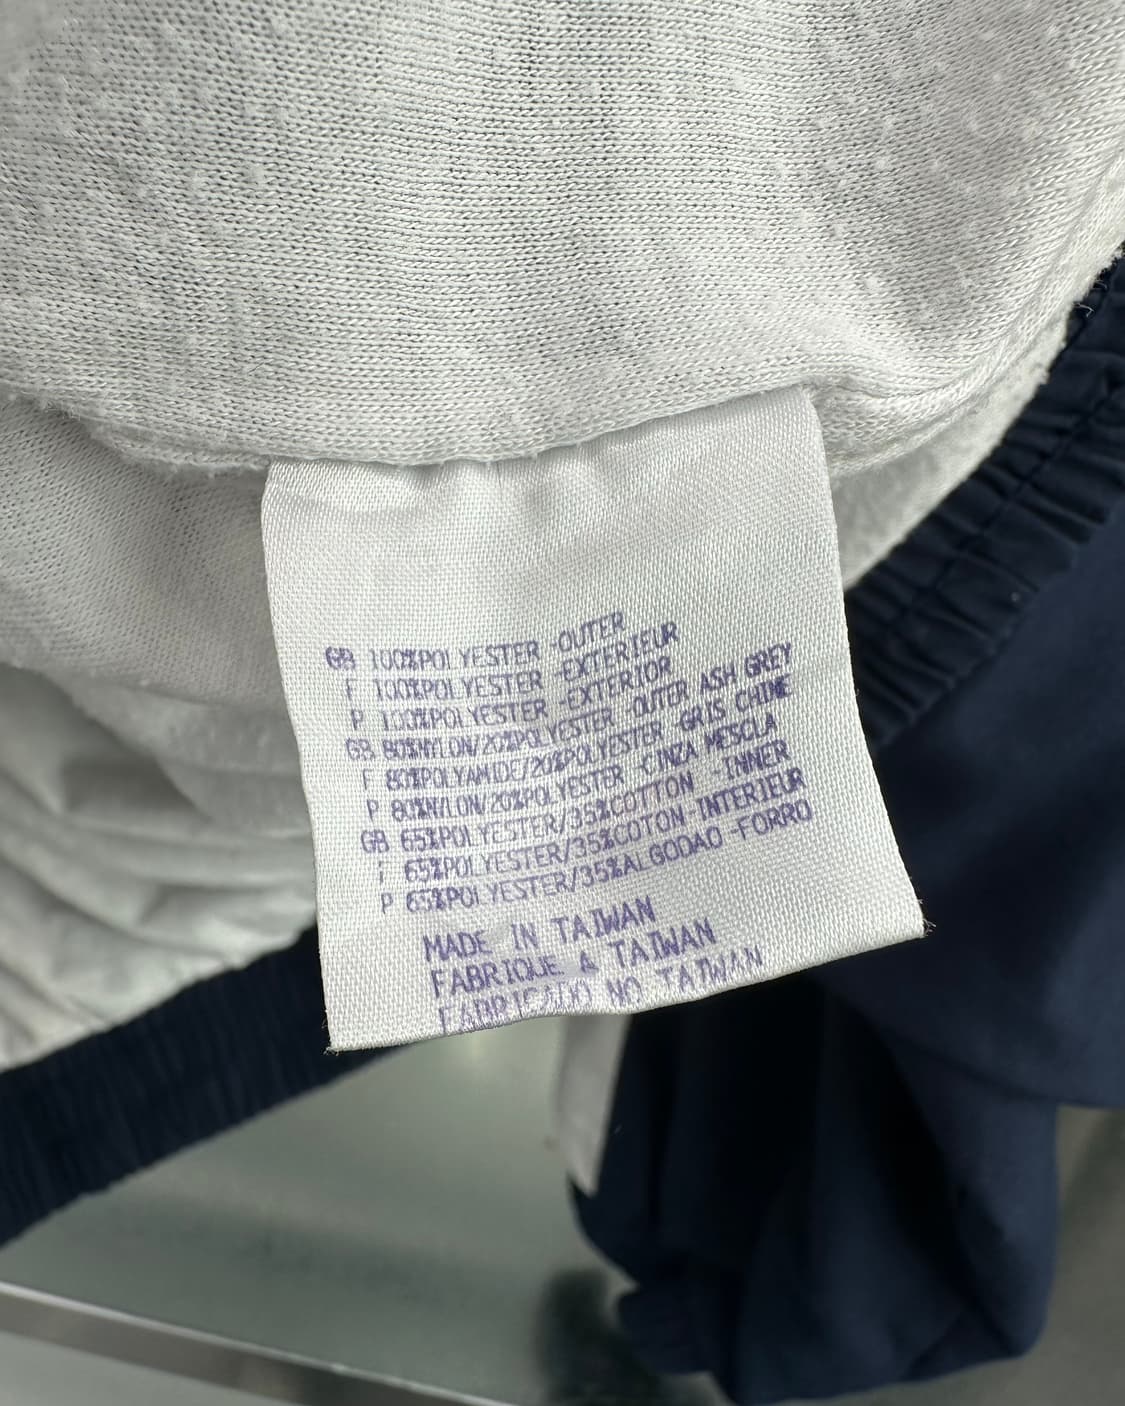 GB 100%POLYESTER -OUTER
F 100%POLYESTER -EXTERIEUR
P 100%POLYESTER -EXTERIOR
GB 80%NYLON/20%POLYESTER OUTER ASH GREY
F 80%POLYAMIDE/20%POLYESTER GRIS CHINE
P 80%NYLON/20%POLYESTER CINZA MESCLA
GB 65%POLYESTER/35%COTTON -INNER
F 65%POLYESTER/35%COTON-INTERIEUR
P 65%POLYESTER/35%ALGODAO -FORRO
MADE IN TAIWAN
FABRIQUE A TAIWAN
FABRICADO NO TAIWAN